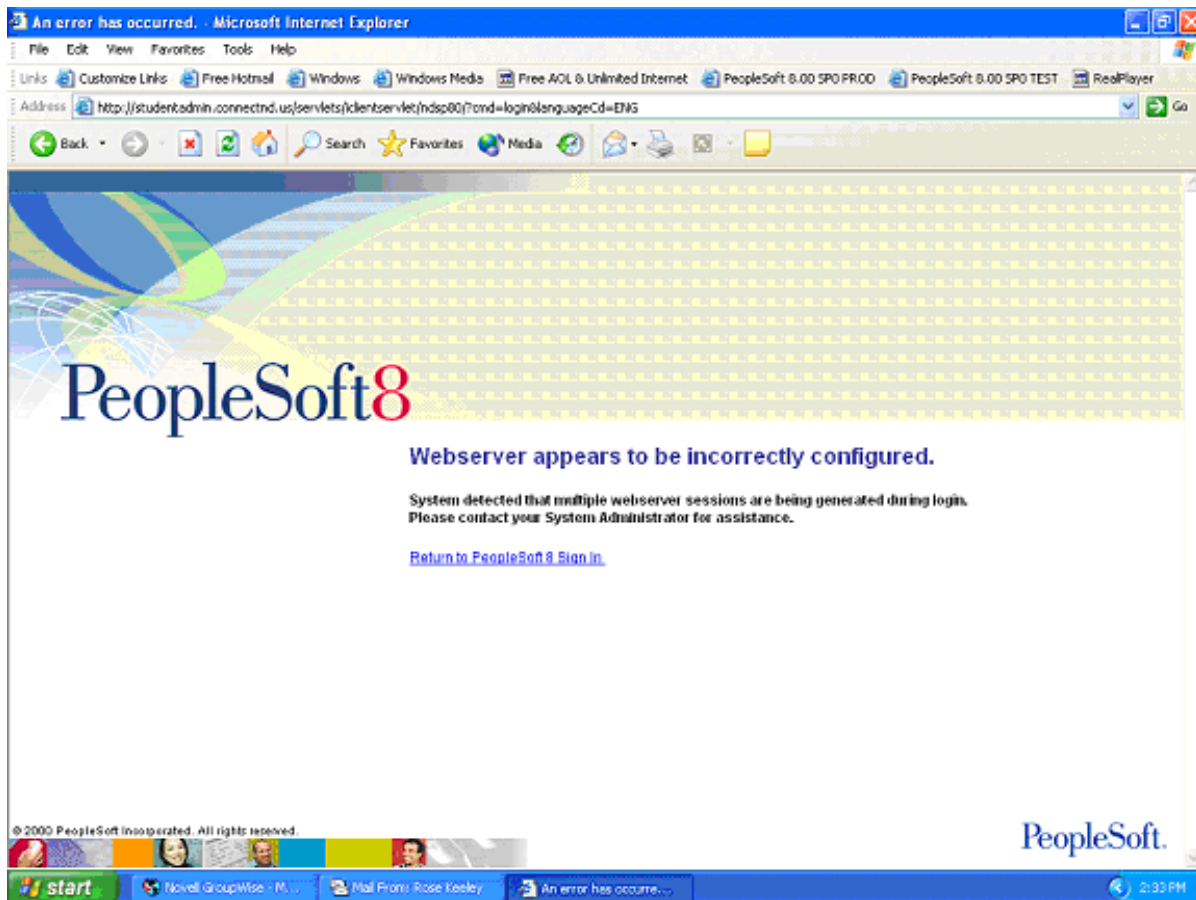 An error has occurred. - Microsoft Internet Explorer
File Edit View Favorites Tools Help
Links Customize Links Free Hotmail Windows Windows Media Free AOL & Unlimited Internet PeopleSoft 8.00 SP0 PROD PeopleSoft 8.00 SP0 TEST RealPlayer
Address http://studentadmin.connectnd.us/servlets/iclientservlet/ndsp80j/?cmd=login&languageCd=ENG Go
Back Search Favorites Media
PeopleSoft8
Webserver appears to be incorrectly configured.
System detected that multiple webserver sessions are being generated during login.
Please contact your System Administrator for assistance.
Return to PeopleSoft 8 Sign In.
© 2000 PeopleSoft Incorporated. All rights reserved.
PeopleSoft.
start Novell GroupWise - M... Mail From: Rose Keeley An error has occurre... 2:33 PM